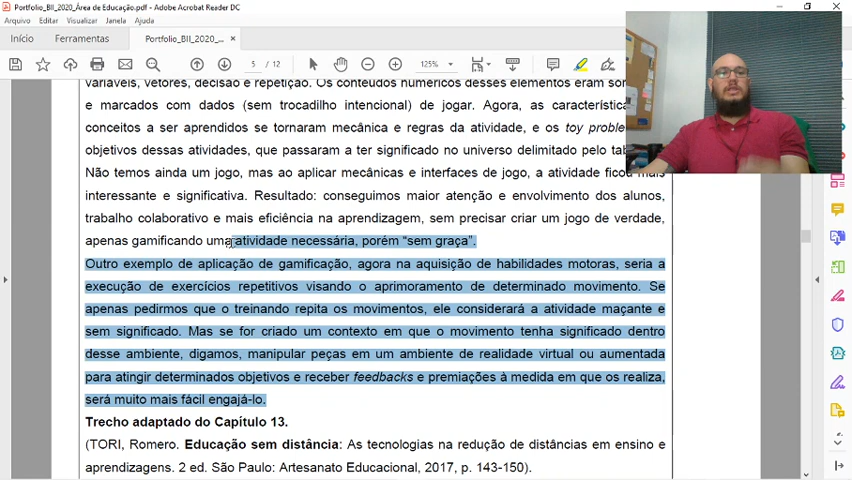 Portfolio_BII_2020_Área de Educação.pdf - Adobe Acrobat Reader DC
Arquivo Editar Visualizar Janela Ajuda
Início Ferramentas Portfolio_BII_2020_... ×
5 / 12 125%
variáveis, vetores, decisão e repetição. Os conteúdos numéricos desses elementos eram
e marcados com dados (sem trocadilho intencional) de jogar. Agora, as
conceitos a ser aprendidos se tornaram mecânica e regras da atividade, e os toy
objetivos dessas atividades, que passaram a ter significado no universo delimitado pelo
Não temos ainda um jogo, mas ao aplicar mecânicas e interfaces de jogo, a atividade ficou mais
interessante e significativa. Resultado: conseguimos maior atenção e envolvimento dos alunos,
trabalho colaborativo e mais eficiência na aprendizagem, sem precisar criar um jogo de verdade,
apenas gamificando uma atividade necessária, porém “sem graça”.
Outro exemplo de aplicação de gamificação, agora na aquisição de habilidades motoras, seria a
execução de exercícios repetitivos visando o aprimoramento de determinado movimento. Se
apenas pedirmos que o treinando repita os movimentos, ele considerará a atividade maçante e
sem significado. Mas se for criado um contexto em que o movimento tenha significado dentro
desse ambiente, digamos, manipular peças em um ambiente de realidade virtual ou aumentada
para atingir determinados objetivos e receber feedbacks e premiações à medida em que os realiza,
será muito mais fácil engajá-lo.
Trecho adaptado do Capítulo 13.
(TORI, Romero. Educação sem distância: As tecnologias na redução de distâncias em ensino e
aprendizagens. 2 ed. São Paulo: Artesanato Educacional, 2017, p. 143-150).